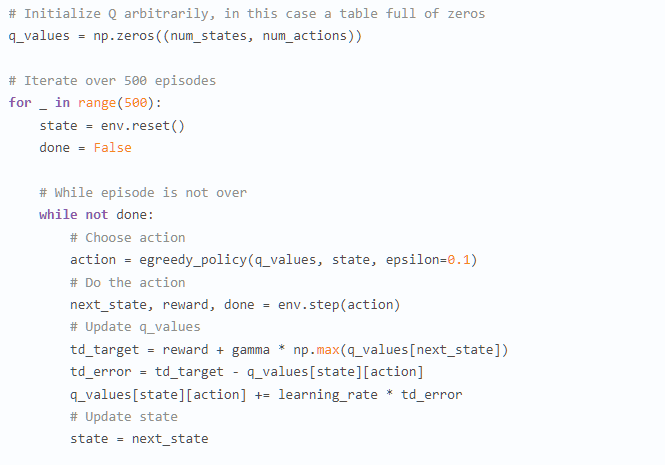 # Initialize Q arbitrarily, in this case a table full of zeros
q_values = np.zeros((num_states, num_actions))
# Iterate over 500 episodes
for _ in range(500):
    state = env.reset()
    done = False
    # While episode is not over
    while not done:
        # Choose action
        action = egreedy_policy(q_values, state, epsilon=0.1)
        # Do the action
        next_state, reward, done = env.step(action)
        # Update q_values
        td_target = reward + gamma * np.max(q_values[next_state])
        td_error = td_target - q_values[state][action]
        q_values[state][action] += learning_rate * td_error
        # Update state
        state = next_state